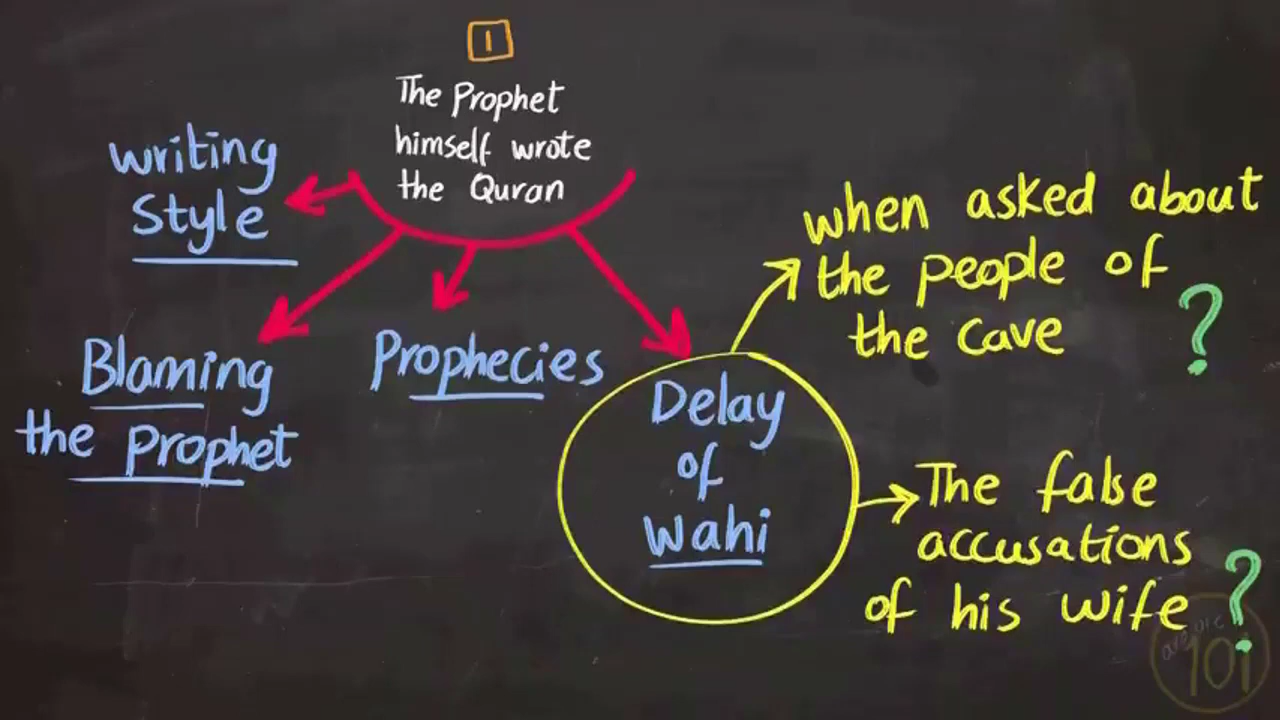 1
The Prophet
himself wrote
the Quran
writing
Style
Blaming
the Prophet
Prophecies
Delay
of
Wahi
when asked about
the people of
the cave
?
The false
accusations
of his wife
?
arabic
101